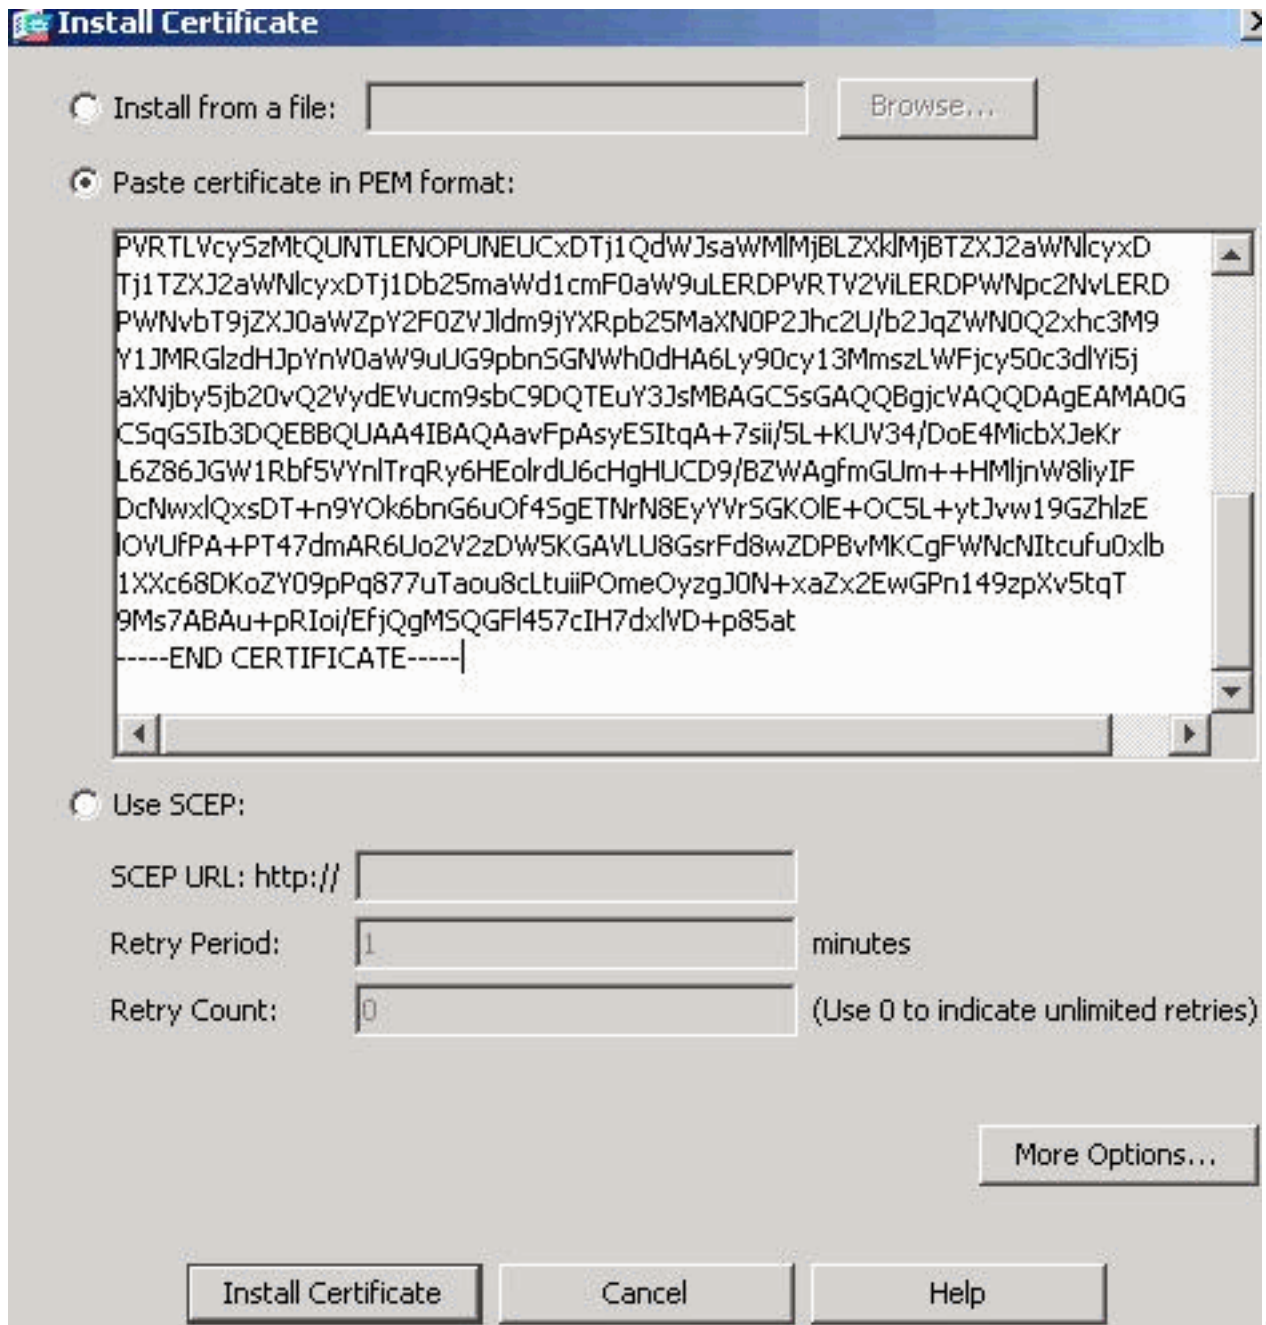 Install Certificate
Install from a file:
Browse...
Paste certificate in PEM format:
PVRTLVcySzMtQUNTLENOPUNEUCxDTj1QdWJsaWMlMjBLZXklMjBTZXJ2aWNlcyxD
Tj1TZXJ2aWNlcyxDTj1Db25maWd1cmF0aW9uLERDPVRTV2ViLERDPWNpc2NvLERD
PWNvbT9jZXJ0aWZpY2F0ZVJldm9jYXRpb25MaXN0P2Jhc2U/b2JqZWN0Q2xhc3M9
Y1JMRGlzdHJpYnV0aW9uUG9pbnSGNWh0dHA6Ly90cy13MmszLWFjcy50c3dlYi5j
aXNjby5jb20vQ2VydEVucm9sbC9DQTEuY3JsMBAGCSsGAQQBgjcVAQQDAgEAMA0G
CSqGSIb3DQEBBQUAA4IBAQAavFpAsyESItqA+7sii/5L+KUV34/DoE4MicbXJeKr
L6Z86JGW1Rbf5VYnlTrqRy6HEolrdU6cHgHUCD9/BZWAgfmGUm++HMljnW8liyIF
DcNwxlQxsDT+n9YOk6bnG6uOf4SgETNrN8EyYVrSGKOlE+OC5L+ytJvw19GZhlzE
lOVUfPA+PT47dmAR6Uo2V2zDW5KGAVLU8GsrFd8wZDPBvMKCgFWNcNItcufu0xlb
1XXc68DKoZY09pPq877uTaou8cLtuiiPOmeOyzgJ0N+xaZx2EwGPn149zpXv5tqT
9Ms7ABAu+pRIoi/EfjQgMSQGFl457cIH7dxlVD+p85at
-----END CERTIFICATE-----
Use SCEP:
SCEP URL: http://
Retry Period: 1 minutes
Retry Count: 0 (Use 0 to indicate unlimited retries)
More Options...
Install Certificate Cancel Help